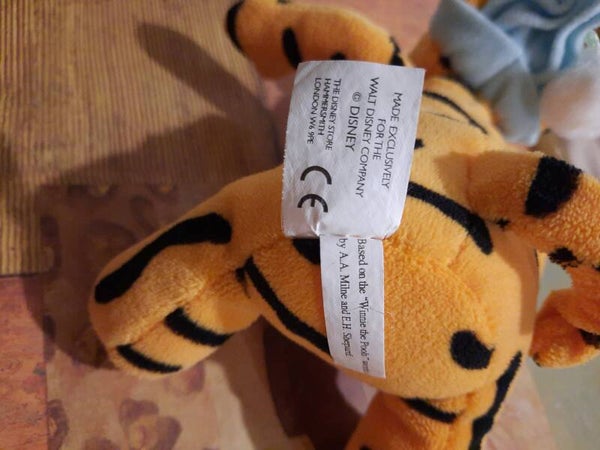 MADE EXCLUSIVELY
FOR THE
WALT DISNEY COMPANY
© DISNEY
THE DISNEY STORE
HAMMERSMITH
LONDON W6 9PE
CE
Based on the "Winnie the Pooh"
by A.A. Milne and E.H. Shepard